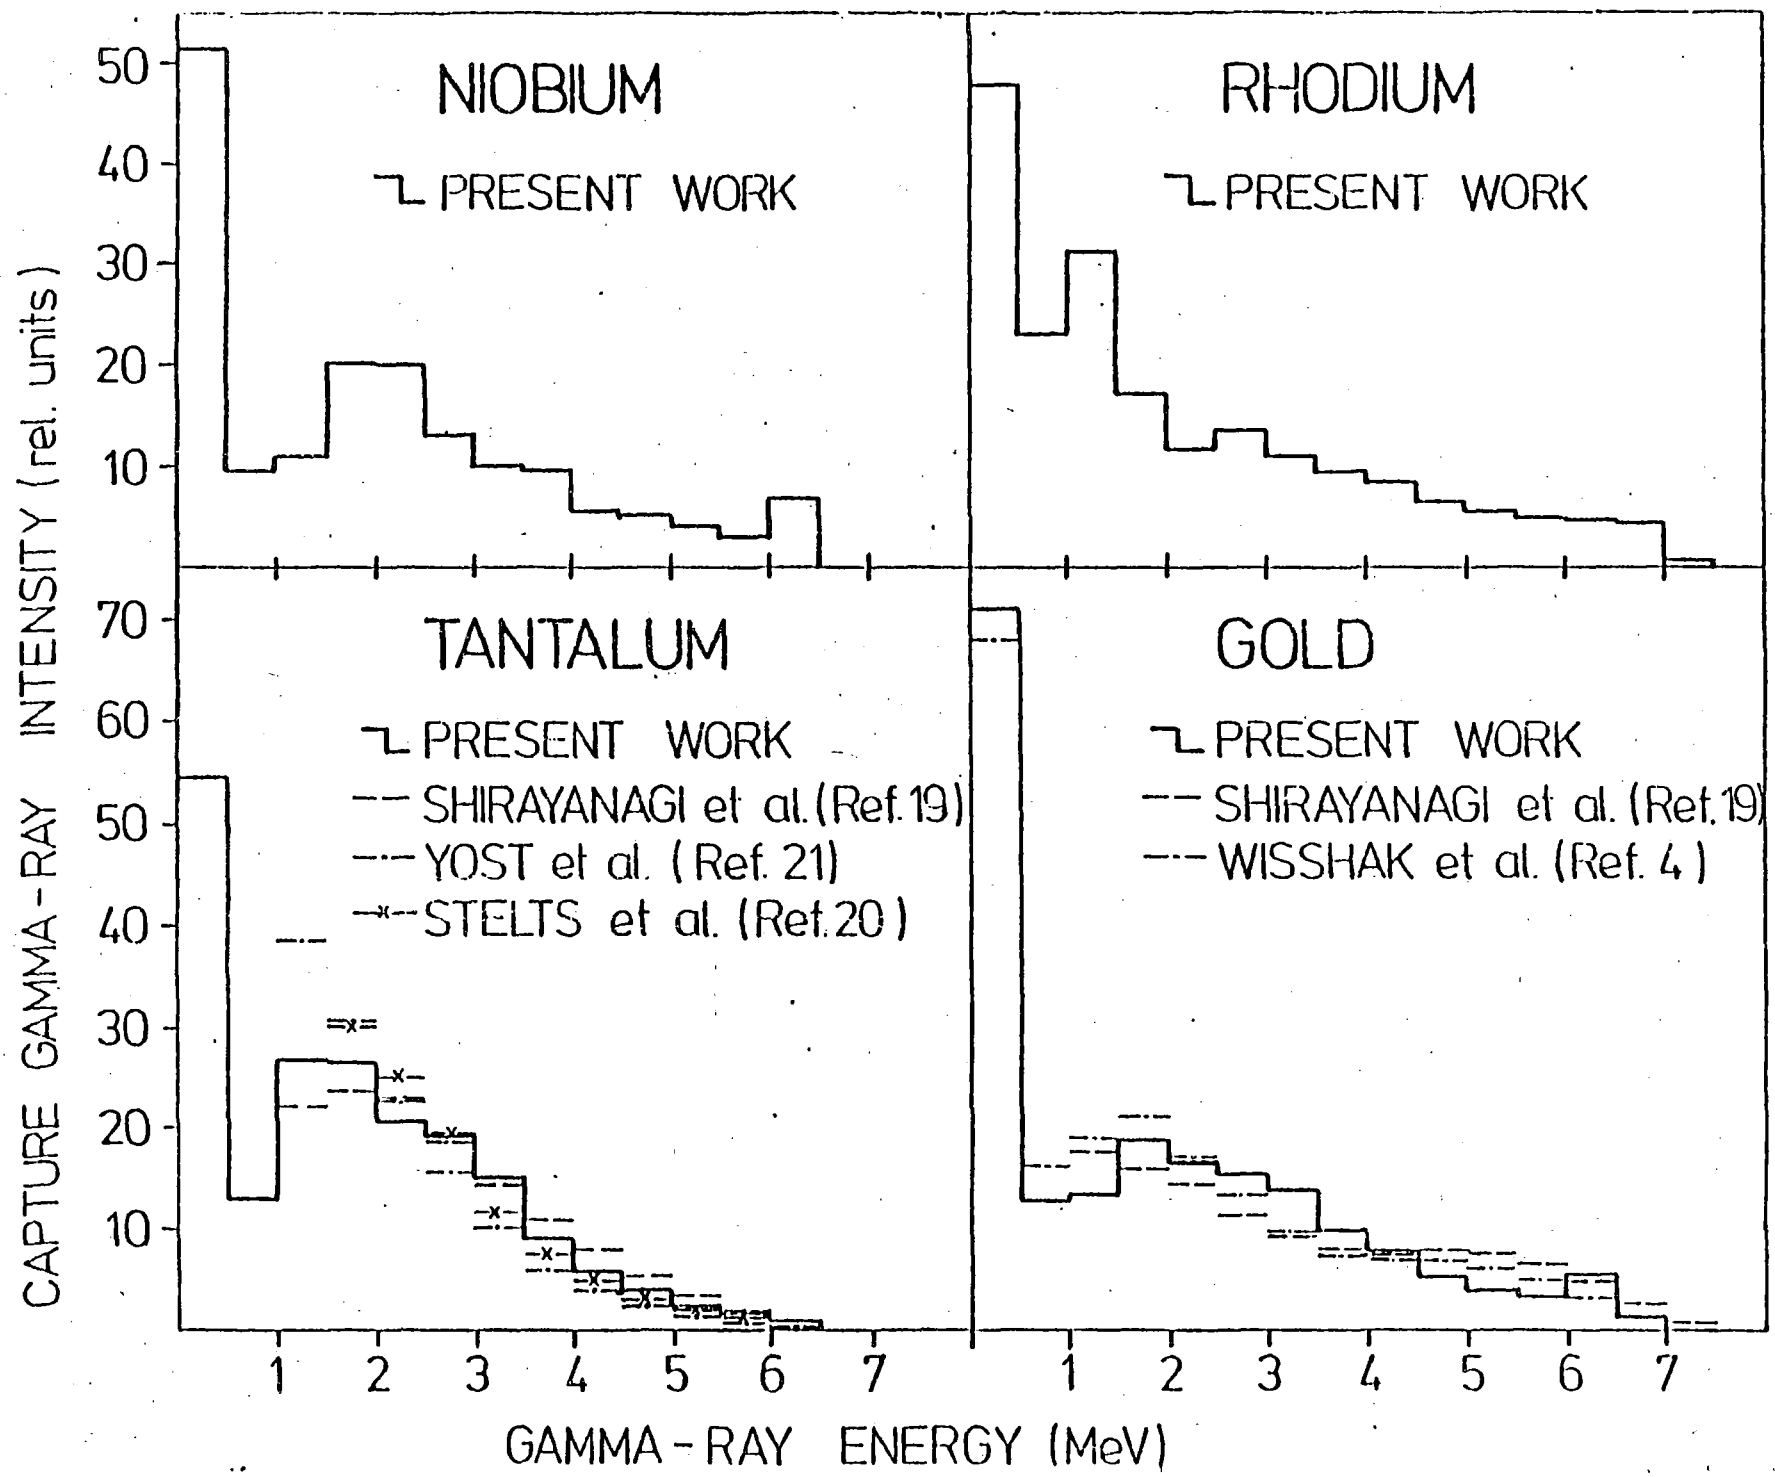 CAPTURE GAMMA-RAY INTENSITY (rel. units)
50
40
30
20
10
NIOBIUM
PRESENT WORK
RHODIUM
PRESENT WORK
70
60
50
40
30
20
10
TANTALUM
PRESENT WORK
SHIRAYANAGI et al. (Ref. 19)
YOST et al. (Ref. 21)
STELTS et al. (Ref. 20)
GOLD
PRESENT WORK
SHIRAYANAGI et al. (Ref. 19)
WISSHAK et al. (Ref. 4)
1 2 3 4 5 6 7
1 2 3 4 5 6 7
GAMMA-RAY ENERGY (MeV)